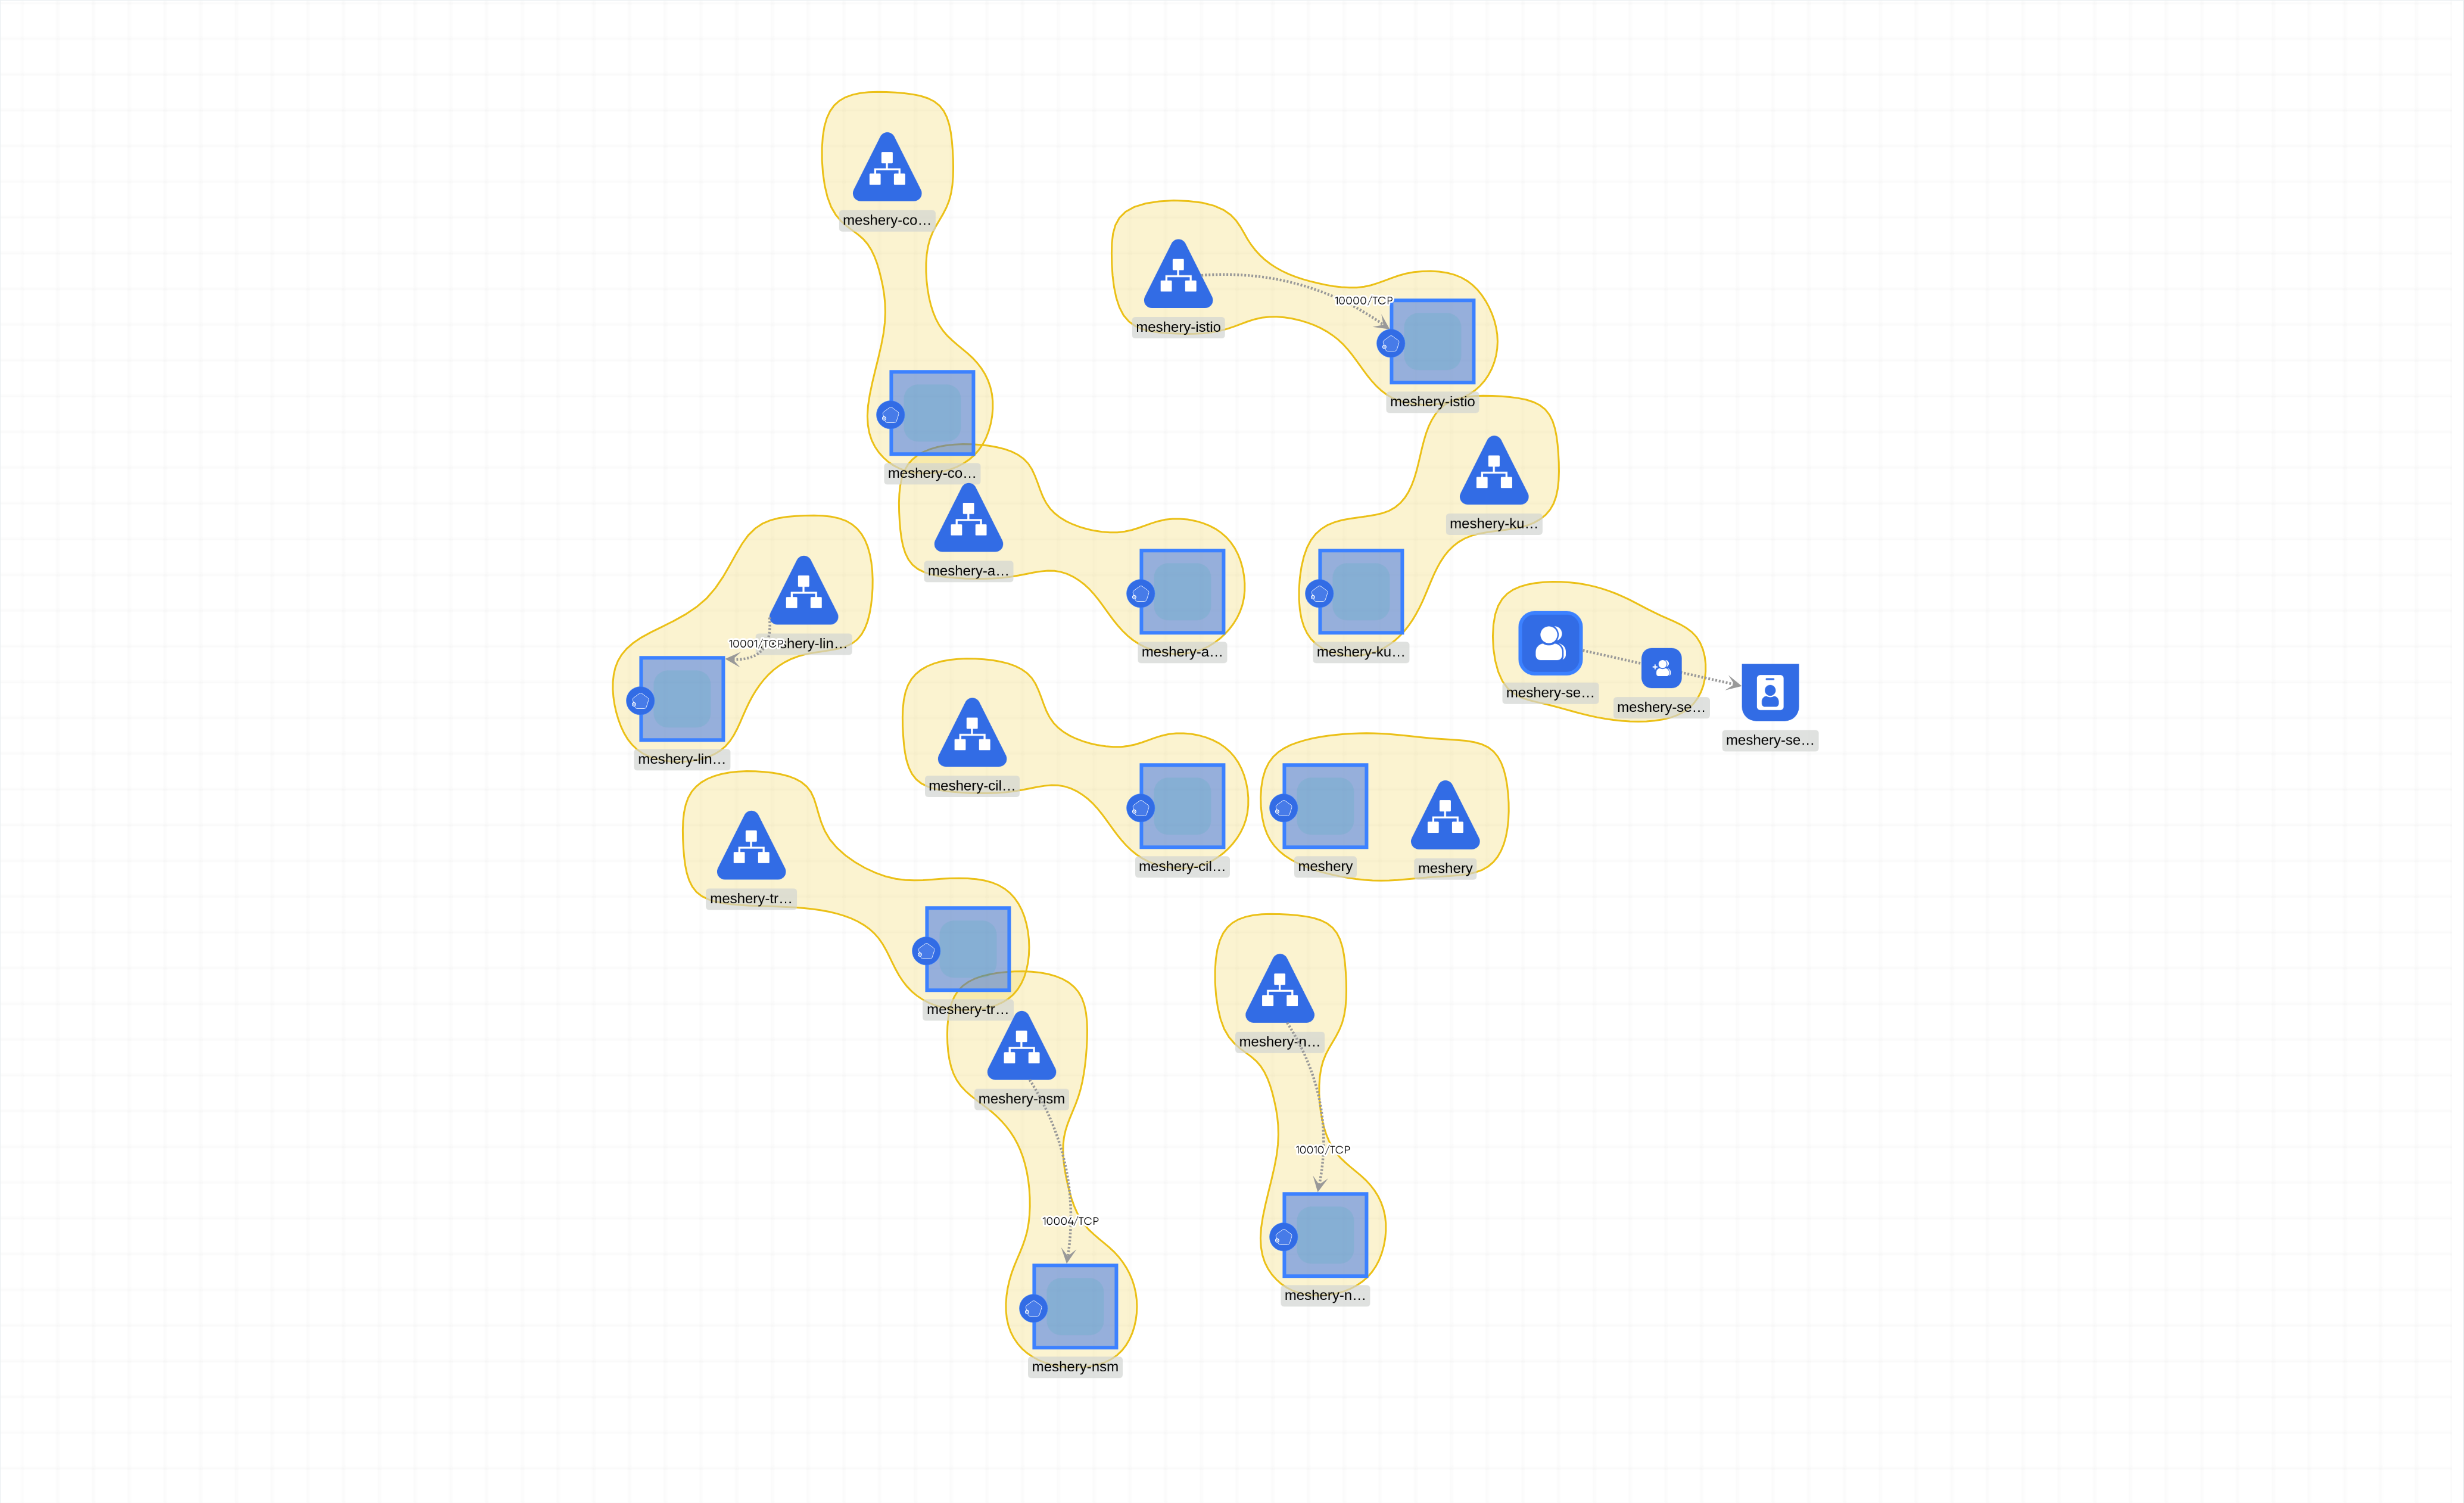 meshery-co…
meshery-istio
10000/TCP
meshery-istio
meshery-co…
meshery-ku…
meshery-a…
meshery-a…
meshery-ku…
10001/TCP
shery-lin…
meshery-lin…
meshery-se…
meshery-se…
meshery-se…
meshery-cil…
meshery-cil…
meshery
meshery
meshery-tr…
meshery-tr…
meshery-n…
meshery-nsm
10010/TCP
10004/TCP
meshery-n…
meshery-nsm